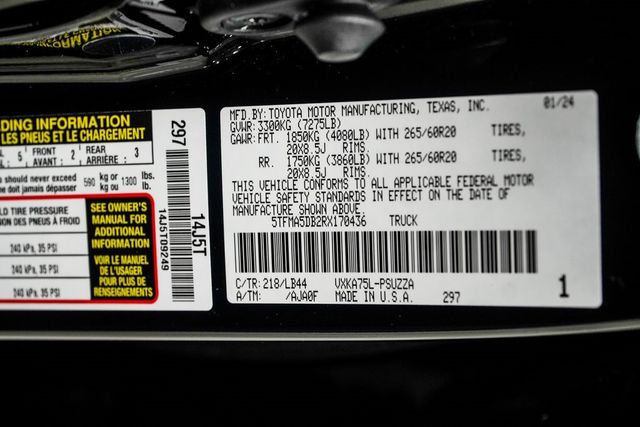 DING INFORMATION
LES PNEUS ET LE CHARGEMENT
5 FRONT AVANT : 2 REAR ARRIÈRE : 3
should never exceed
ne doit jamais dépasser 590 kg or kg ou 1300 lbs. lb.
LD TIRE PRESSURE
ON DES PNEUS À FROID
240 kPa, 35 PSI
240 kPa, 35 PSI
240 kPa, 35 PSI
SEE OWNER'S
MANUAL FOR
ADDITIONAL
INFORMATION
VOIR LE MANUEL
DE L'USAGER
POUR PLUS DE
RENSEIGNEMENTS
297
14J5T09249
14J5T
MFD.BY: TOYOTA MOTOR MANUFACTURING, TEXAS, INC. 01/24
GVWR: 3300KG (7275LB)
GAWR: FRT. 1850KG (4080LB) WITH 265/60R20 TIRES,
20X8.5J RIMS.
RR. 1750KG (3860LB) WITH 265/60R20 TIRES,
20X8.5J RIMS.
THIS VEHICLE CONFORMS TO ALL APPLICABLE FEDERAL MOTOR
VEHICLE SAFETY STANDARDS IN EFFECT ON THE DATE OF
MANUFACTURE SHOWN ABOVE.
5TFMA5DB2RX170436 TRUCK
C/TR: 218/LB44 VXKA75L-PSUZZA
A/TM: /AJA0F MADE IN U.S.A. 297 1